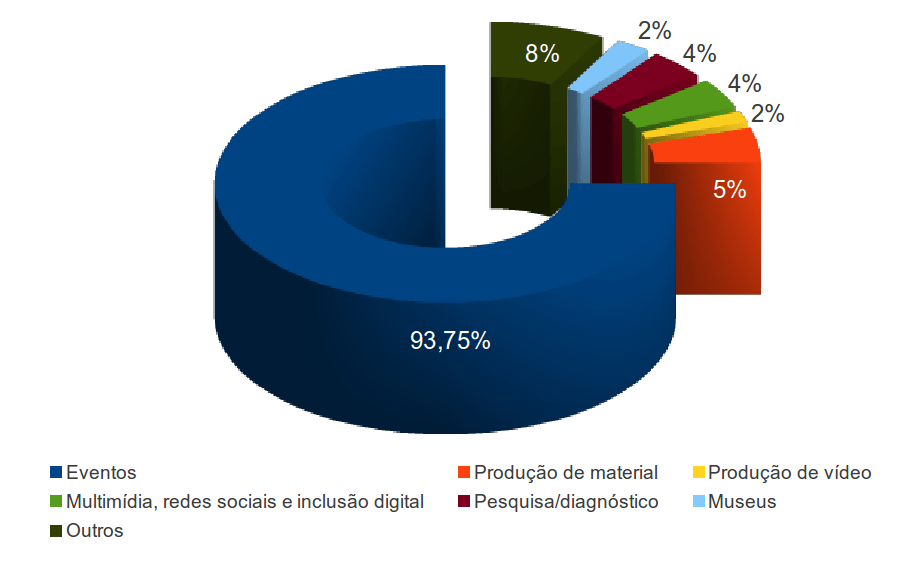 8%
2%
4%
4%
2%
5%
93,75%
Eventos
Produção de material
Produção de vídeo
Multimídia, redes sociais e inclusão digital
Pesquisa/diagnóstico
Museus
Outros